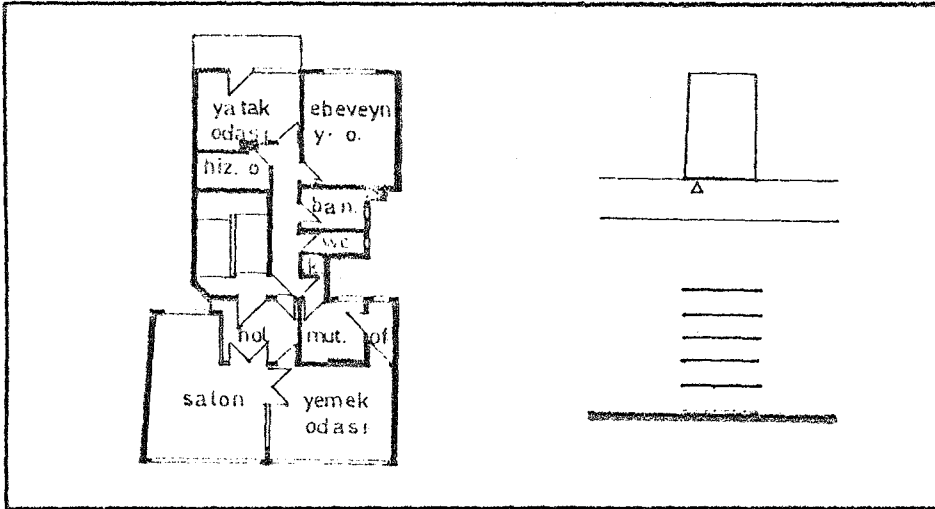 yatak
odası
ebeveyn
y. o.
hiz. o
ban.
wc
k
hol
mut.
of
salon
yemek
odası